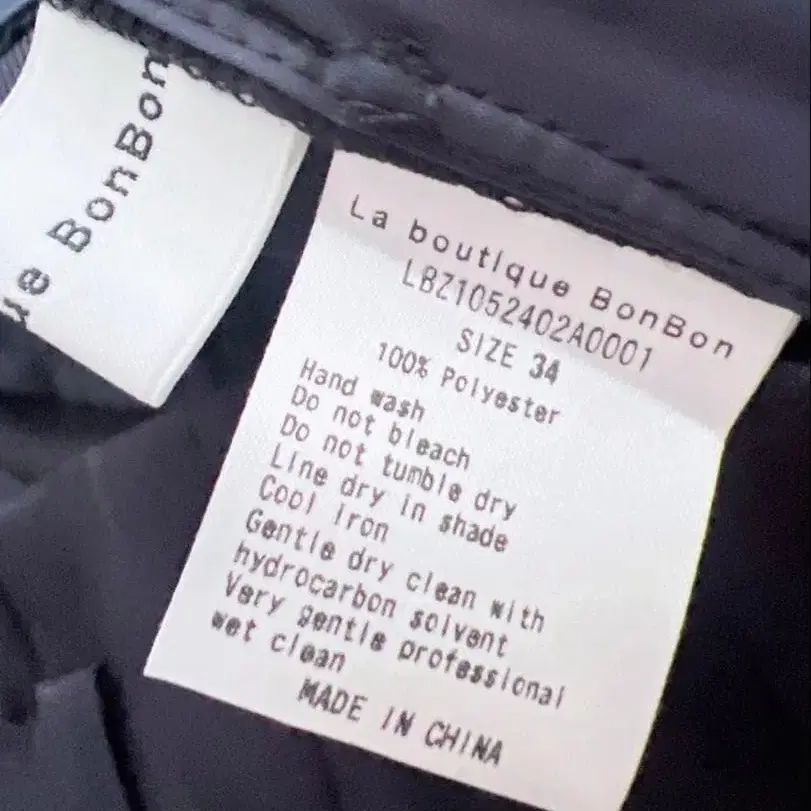 ue BonBon
La boutique BonBon
LBZ1052402A0001
SIZE 34
100% Polyester
Hand wash
Do not bleach
Do not tumble dry
Line dry in shade
Cool iron
Gentle dry clean with
hydrocarbon solvent
Very gentle professional
wet clean
MADE IN CHINA